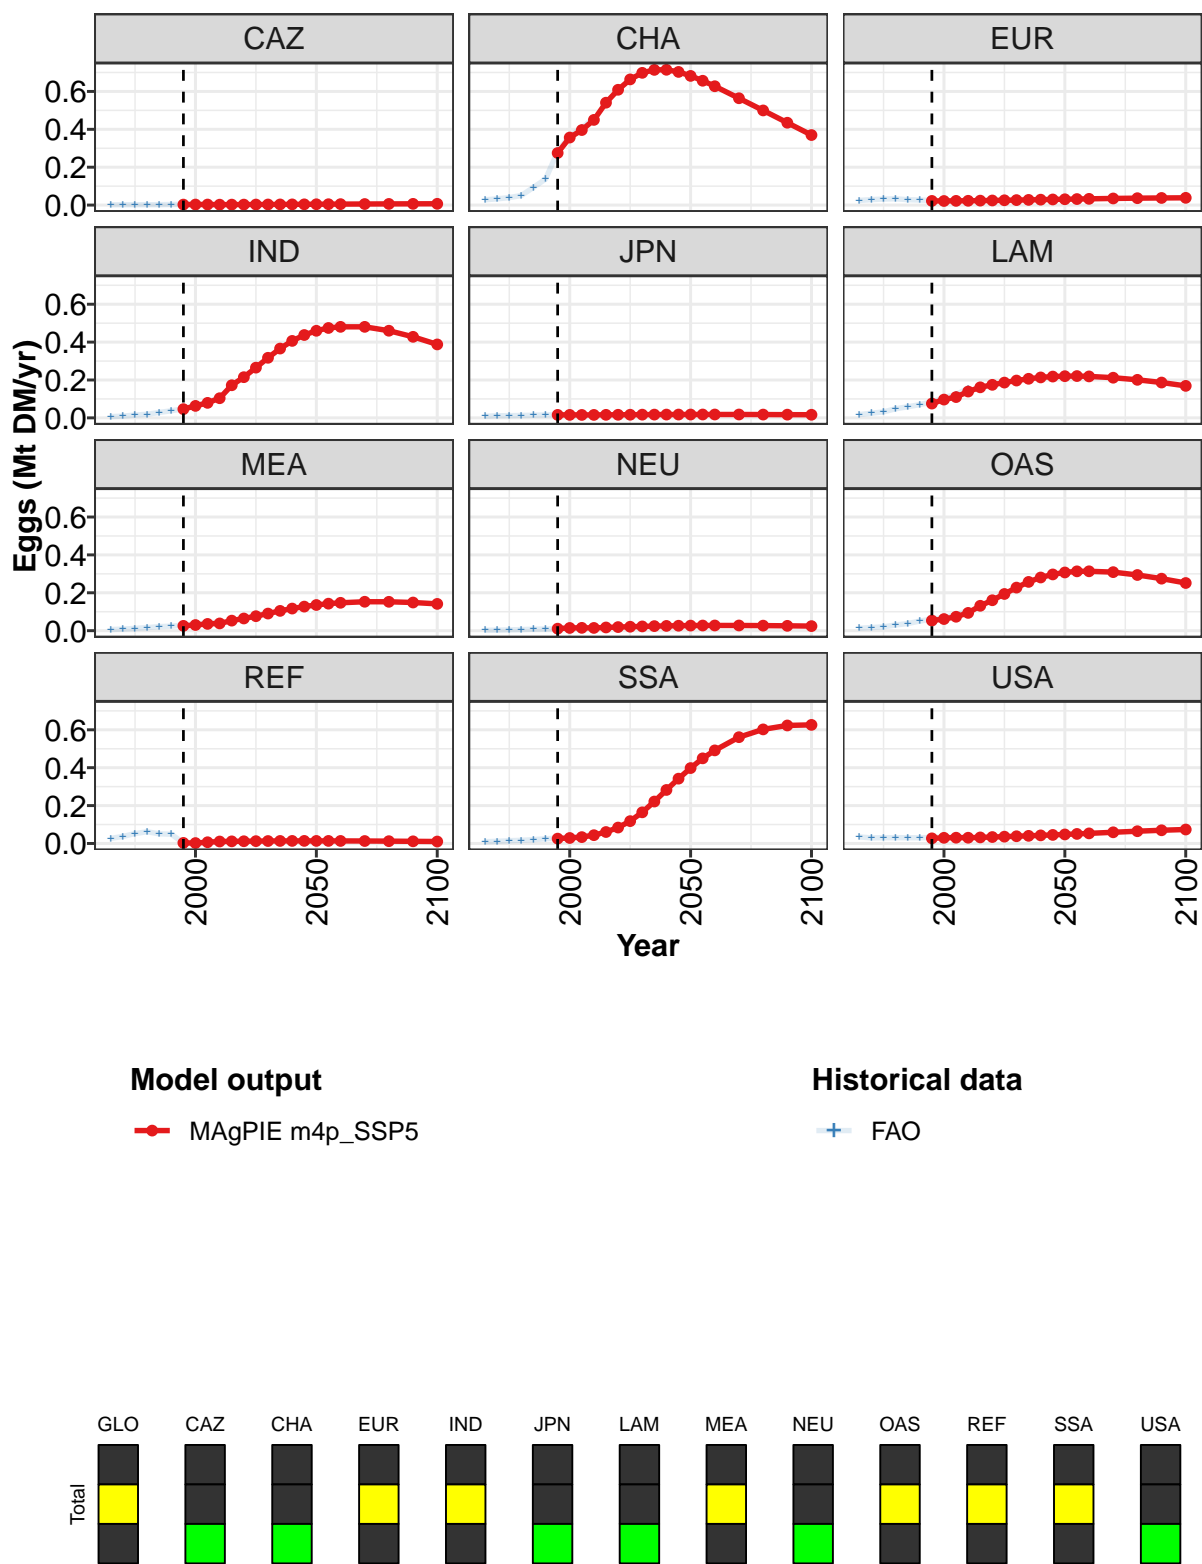 CAZ CHA EUR
0.6
0.4
0.2
0.0
IND JPN LAM
0.6
0.4
0.2
0.0
MEA NEU OAS
0.6
0.4
0.2
0.0
REF SSA USA
0.6
0.4
0.2
0.0
Eggs (Mt DM/yr)
2000 2050 2100 2000 2050 2100 2000 2050 2100
Year
Model output Historical data
MAgPIE m4p_SSP5 FAO
GLO CAZ CHA EUR IND JPN LAM MEA NEU OAS REF SSA USA
Total